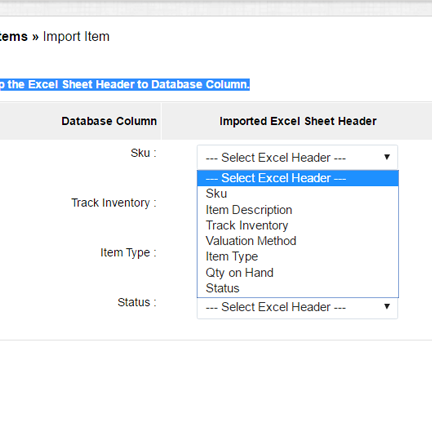 tems » Import Item
p the Excel Sheet Header to Database Column.
Database Column Imported Excel Sheet Header
Sku : --- Select Excel Header ---
--- Select Excel Header ---
Sku
Item Description
Track Inventory : Track Inventory
Valuation Method
Item Type : Item Type
Qty on Hand
Status
Status : --- Select Excel Header ---